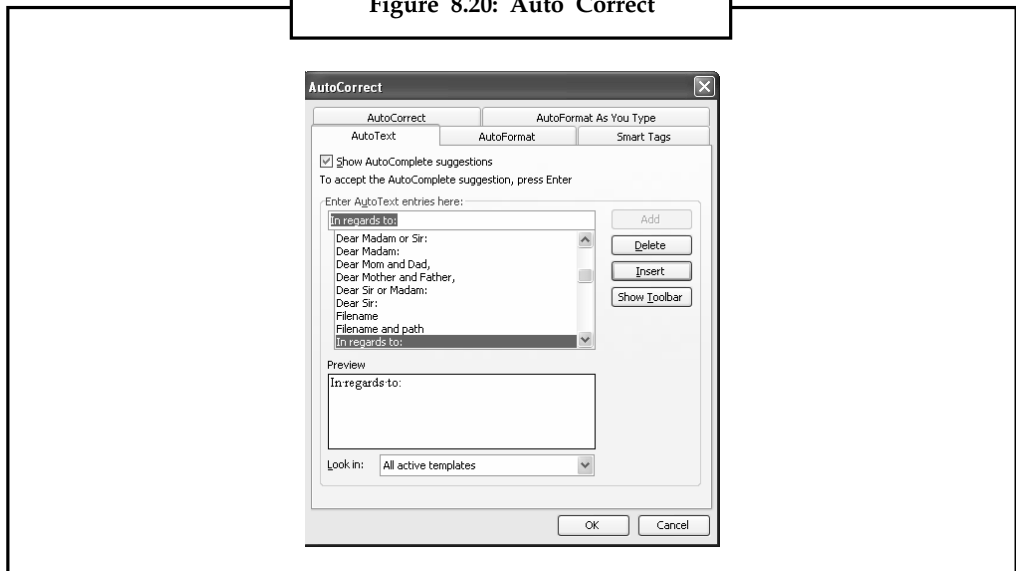 Figure 8.20: Auto Correct
AutoCorrect
AutoCorrect AutoFormat As You Type
AutoText AutoFormat Smart Tags
Show AutoComplete suggestions
To accept the AutoComplete suggestion, press Enter
Enter AutoText entries here:
In regards to: Add
Dear Madam or Sir:
Dear Madam:
Delete
Dear Mom and Dad,
Dear Mother and Father,
Insert
Dear Sir or Madam:
Dear Sir:
Show Toolbar
Filename
Filename and path
In regards to:
Preview
In·regards·to:
Look in: All active templates
OK Cancel